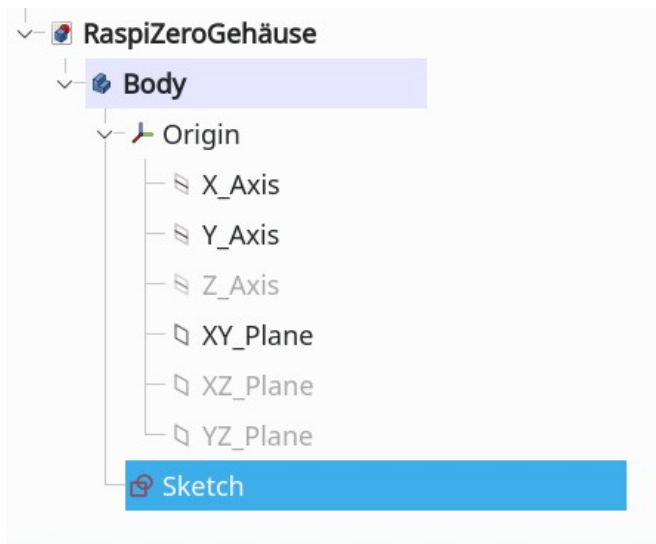 RaspiZeroGehäuse
Body
Origin
X_Axis
Y_Axis
Z_Axis
XY_Plane
XZ_Plane
YZ_Plane
Sketch